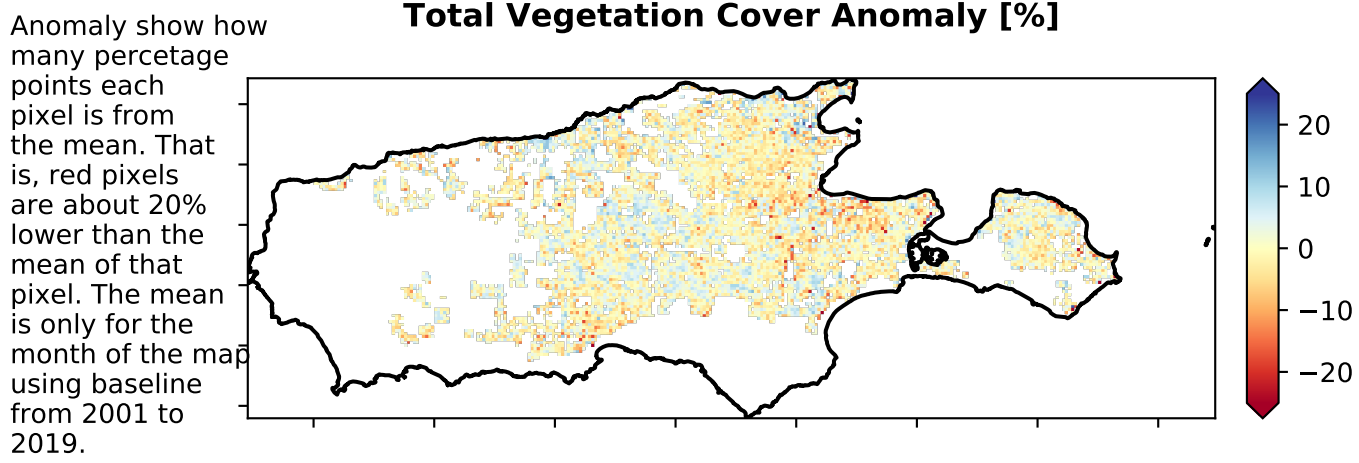 Total Vegetation Cover Anomaly [%]
Anomaly show how
many percetage
points each
pixel is from
the mean. That
is, red pixels
are about 20%
lower than the
mean of that
pixel. The mean
is only for the
month of the map
using baseline
from 2001 to
2019.
20
10
0
−10
−20